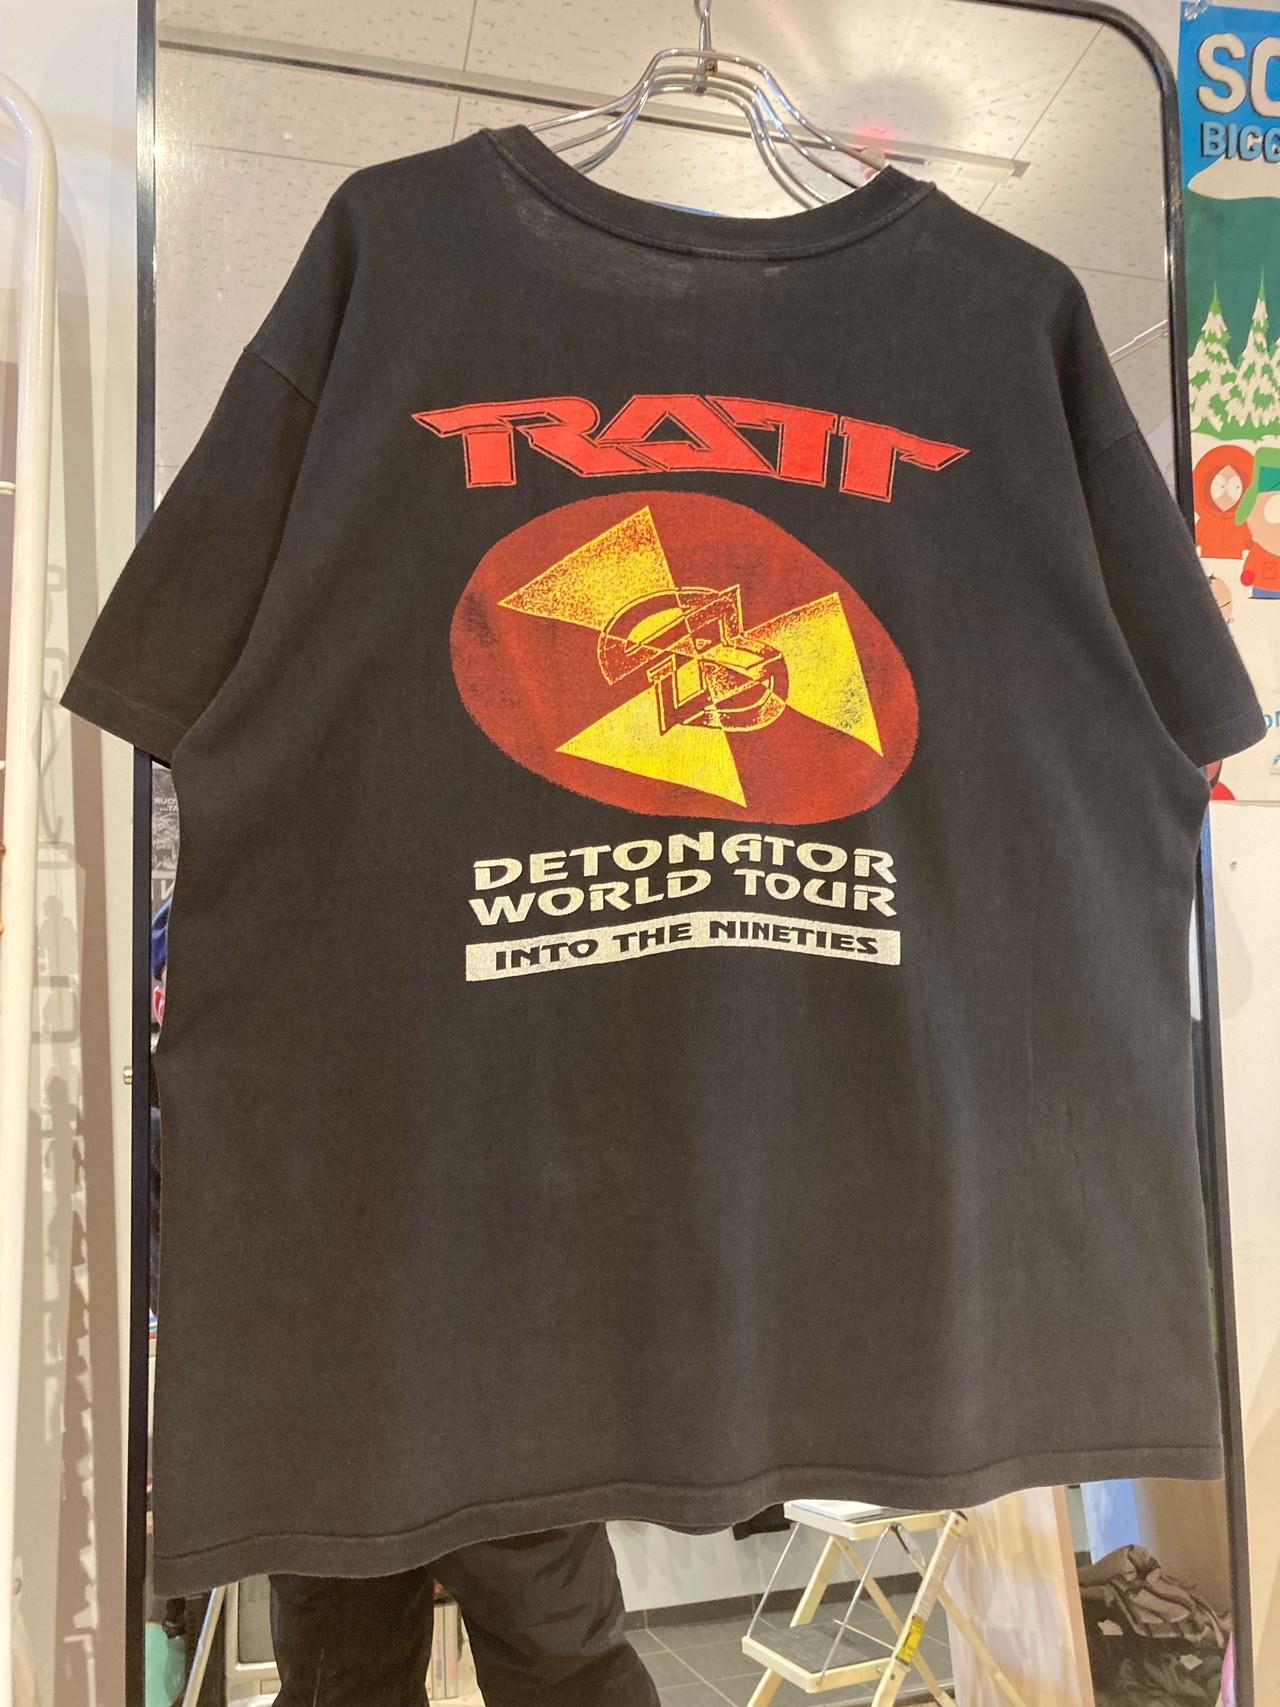 RATT
DETONATOR
WORLD TOUR
INTO THE NINETIES